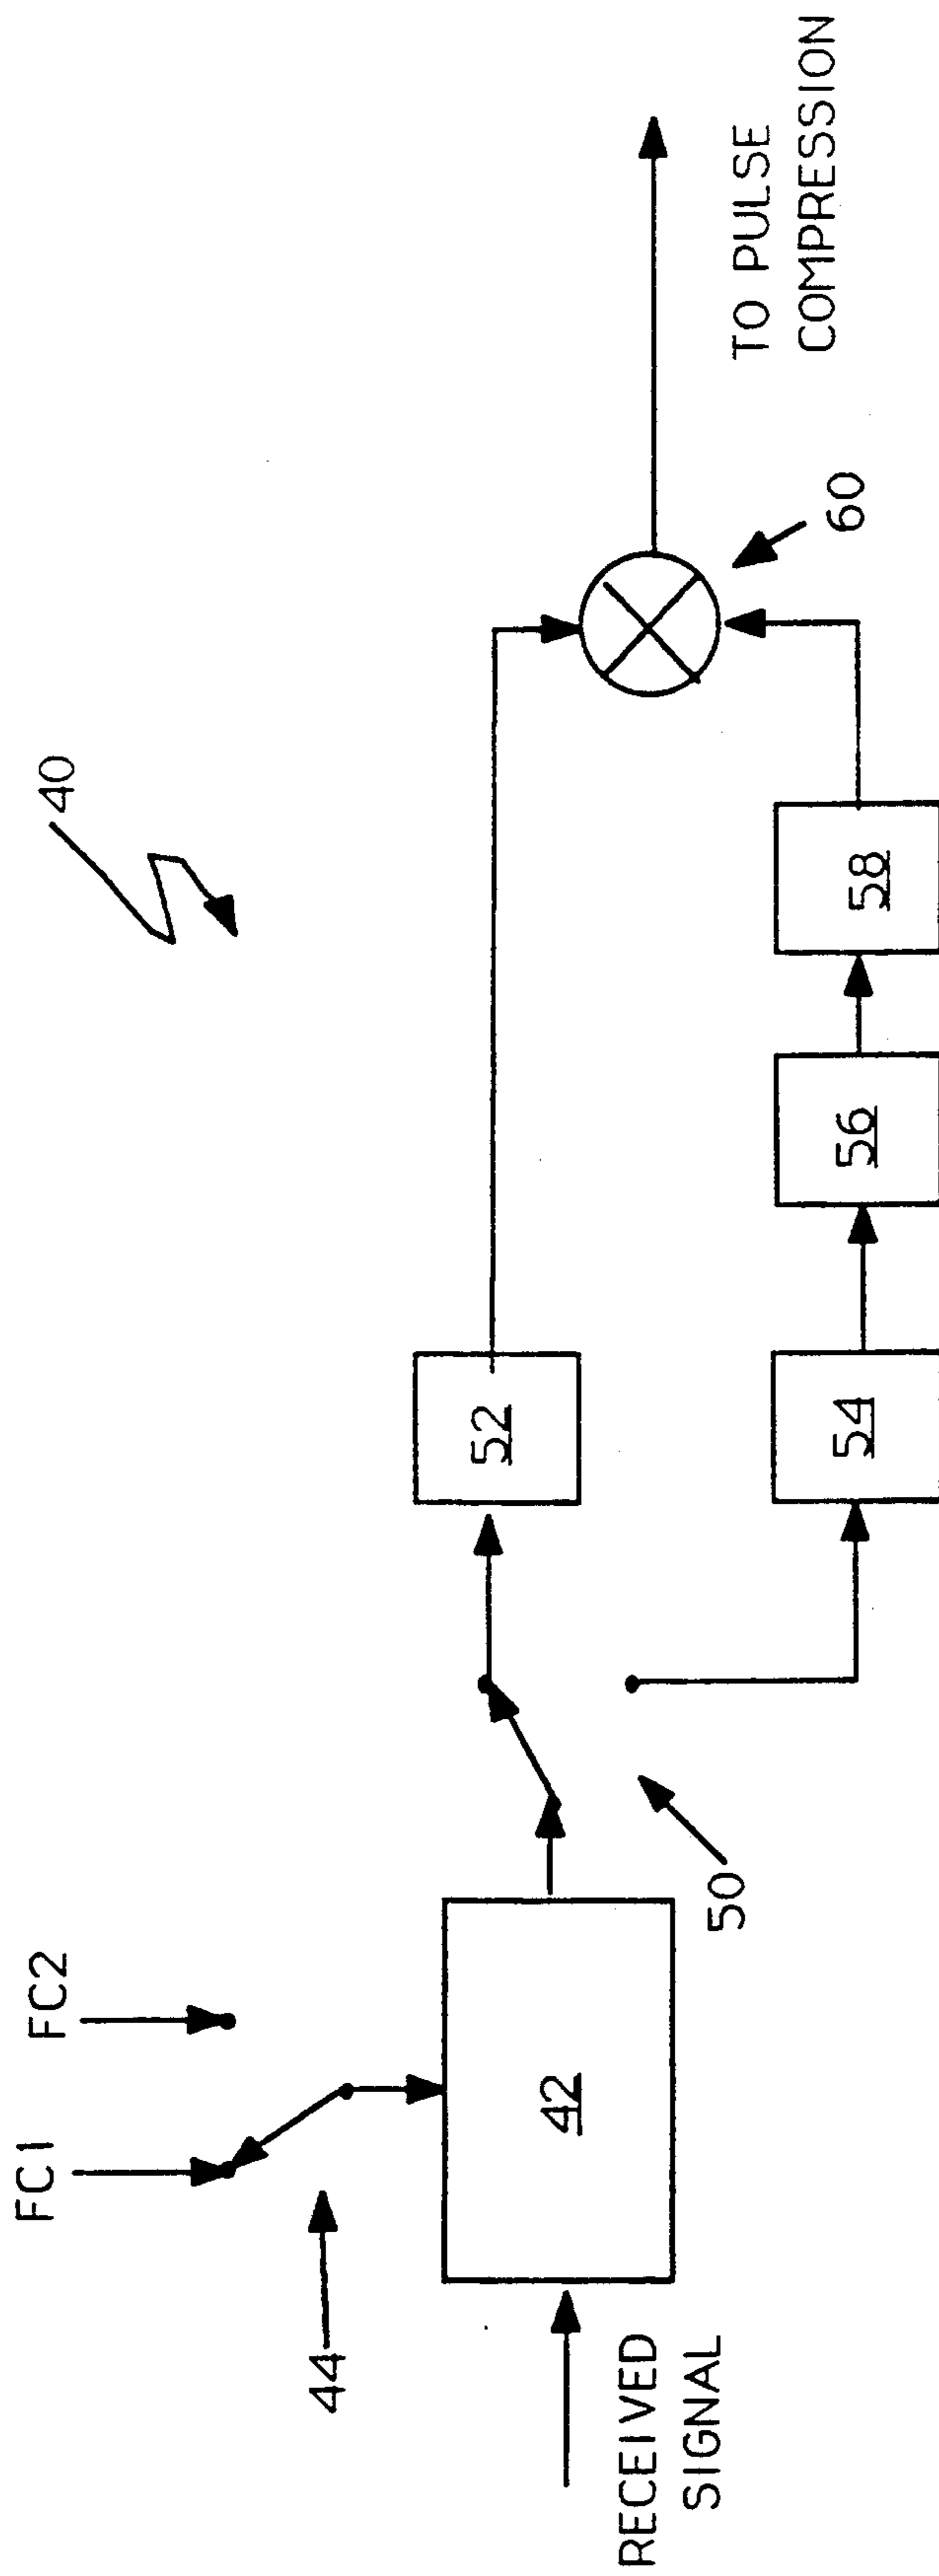 40
FC1
FC2
44
42
RECEIVED
SIGNAL
50
52
54
56
58
60
TO PULSE
COMPRESSION